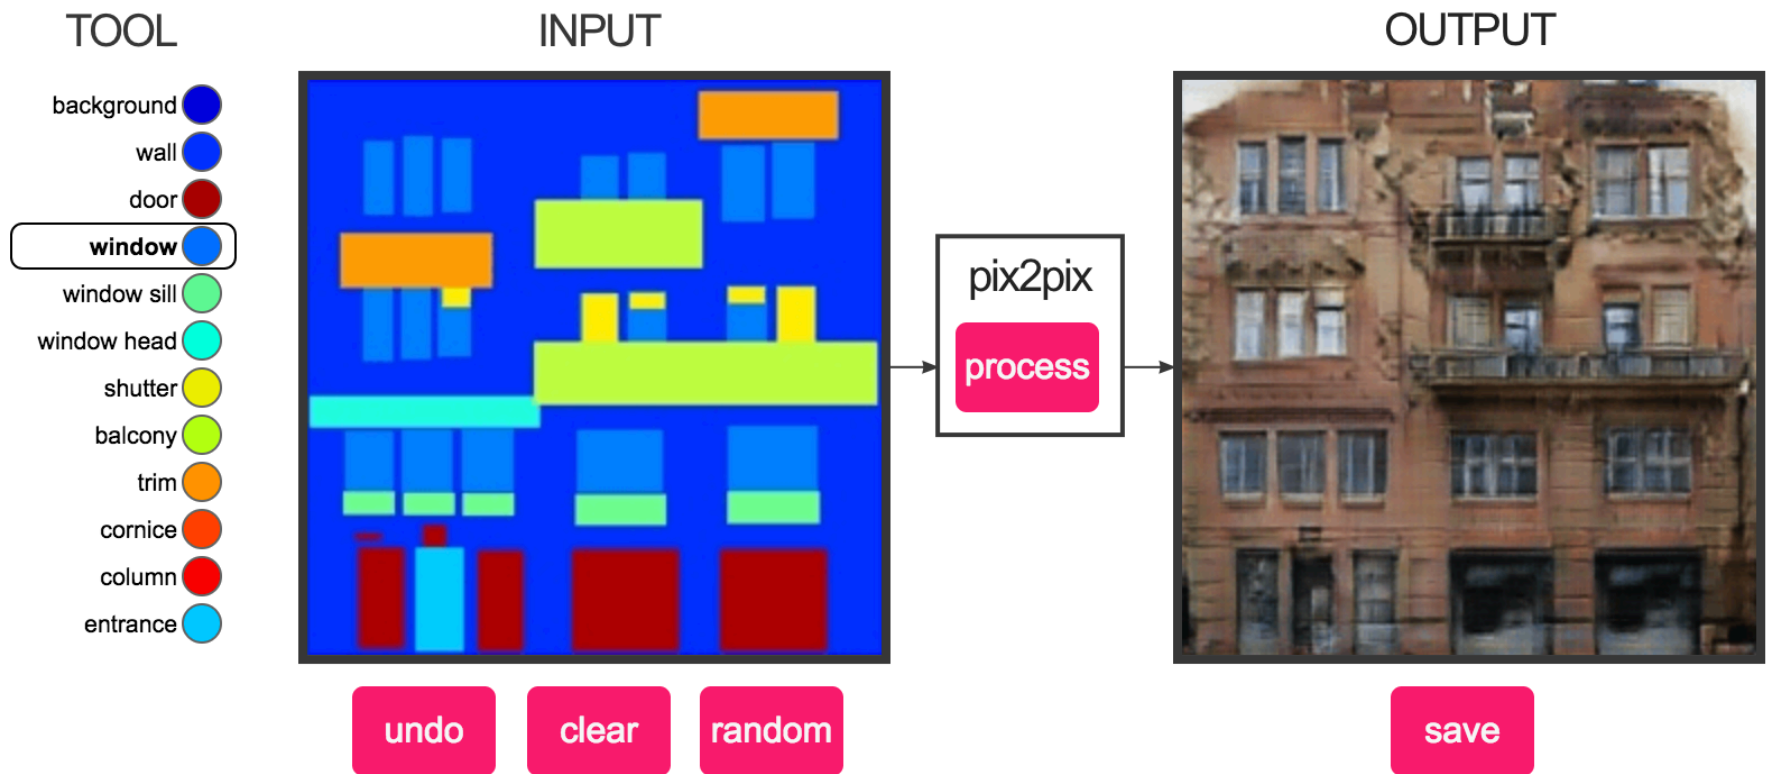 TOOL
INPUT
OUTPUT
background
wall
door
window
window sill
window head
shutter
balcony
trim
cornice
column
entrance
pix2pix
process
undo
clear
random
save